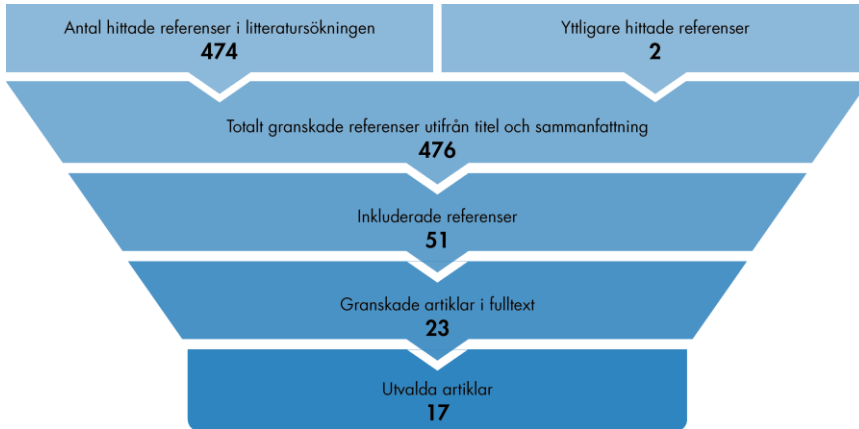 Antal hittade referenser i litteratursökningen
474
Yttligare hittade referenser
2
Totalt granskade referenser utifrån titel och sammanfattning
476
Inkluderade referenser
51
Granskade artiklar i fulltext
23
Utvalda artiklar
17